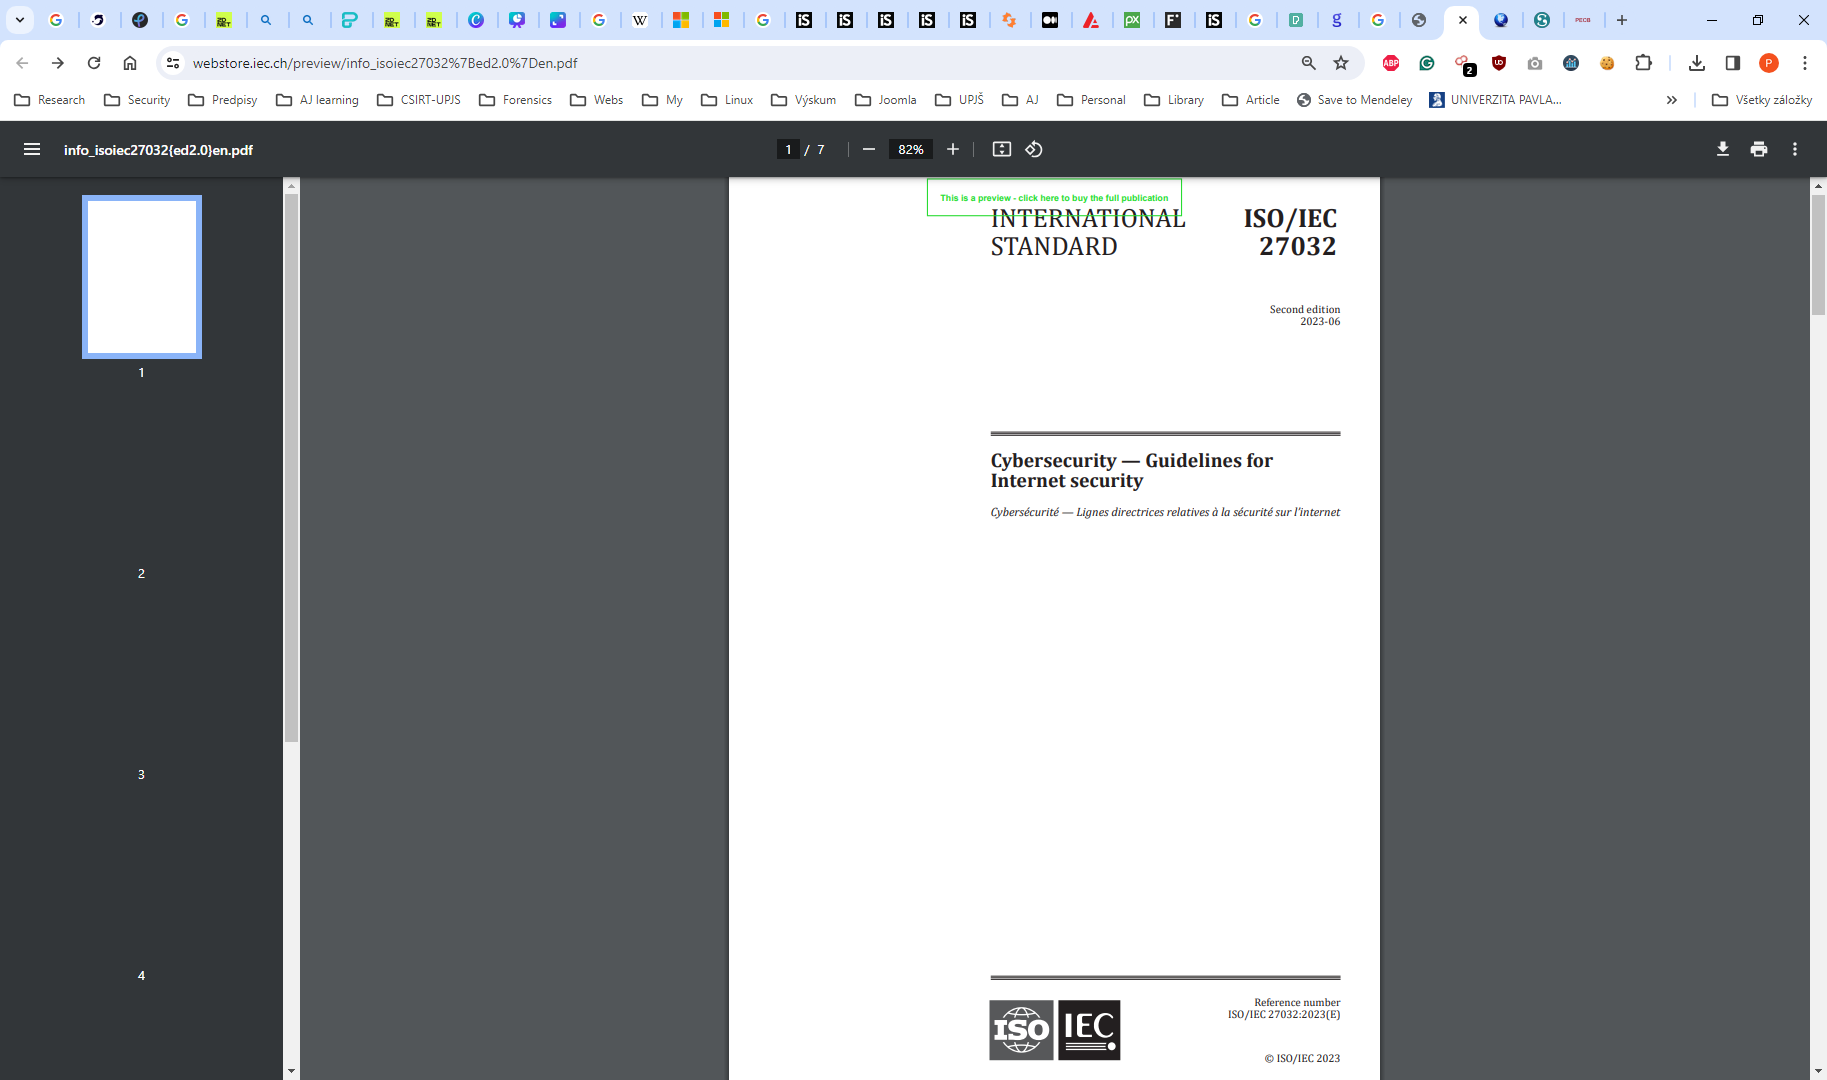 webstore.iec.ch/preview/info_isoiec27032%7Bed2.0%7Den.pdf
2
P
Research
Security
Predpisy
AJ learning
CSIRT-UPJS
Forensics
Webs
My
Linux
Výskum
Joomla
UPJŠ
AJ
Personal
Library
Article
Save to Mendeley
UNIVERZITA PAVLA...
Všetky záložky
info_isoiec27032{ed2.0}en.pdf
1 / 7
82%
1
2
3
4
This is a preview - click here to buy the full publication
INTERNATIONAL
STANDARD
ISO/IEC
27032
Second edition
2023-06
Cybersecurity — Guidelines for
Internet security
Cybersécurité — Lignes directrices relatives à la sécurité sur l'internet
ISO
IEC
Reference number
ISO/IEC 27032:2023(E)
© ISO/IEC 2023